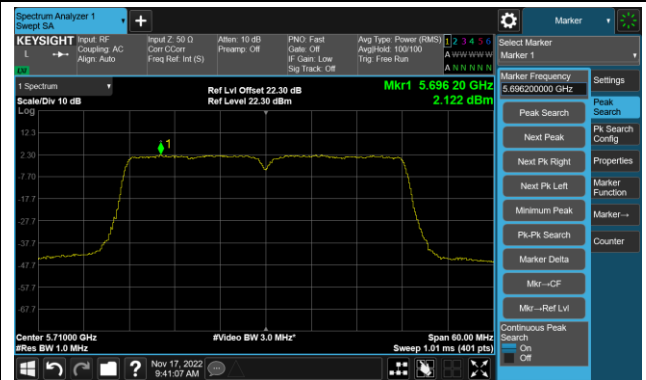 Spectrum Analyzer 1
Swept SA
Marker
KEYSIGHT
L
Input: RF
Coupling: AC
Align: Auto
Input Z: 50 Ω
Corr CCorr
Freq Ref: Int (S)
Atten: 10 dB
Preamp: Off
PNO: Fast
Gate: Off
IF Gain: Low
Sig Track: Off
Avg Type: Power (RMS)
Avg|Hold: 100/100
Trig: Free Run
1 2 3 4 5 6
A W W W W W
A N N N N N
Select Marker
Marker 1
1 Spectrum
Scale/Div 10 dB
Log
Ref Lvl Offset 22.30 dB
Ref Level 22.30 dBm
Mkr1 5.696 20 GHz
2.122 dBm
12.3
2.30
-7.70
-17.7
-27.7
-37.7
-47.7
-57.7
-67.7
1
Center 5.71000 GHz
#Res BW 1.0 MHz
#Video BW 3.0 MHz*
Span 60.00 MHz
Sweep 1.01 ms (401 pts)
Marker Frequency
5.696200000 GHz
Peak Search
Next Peak
Next Pk Right
Next Pk Left
Minimum Peak
Pk-Pk Search
Marker Delta
Mkr→CF
Mkr→Ref Lvl
Continuous Peak
Search
On
Off
Settings
Peak
Search
Pk Search
Config
Properties
Marker
Function
Marker→
Counter
?
Nov 17, 2022
9:41:07 AM